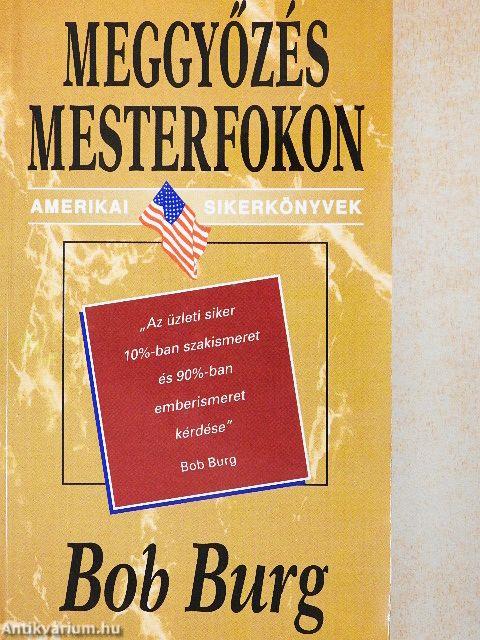 MEGGYŐZÉS
MESTERFOKON
AMERIKAI SIKERKÖNYVEK
„Az üzleti siker
10%-ban szakismeret
és 90%-ban
emberismeret
kérdése”
Bob Burg
Bob Burg
Antikvárium.hu